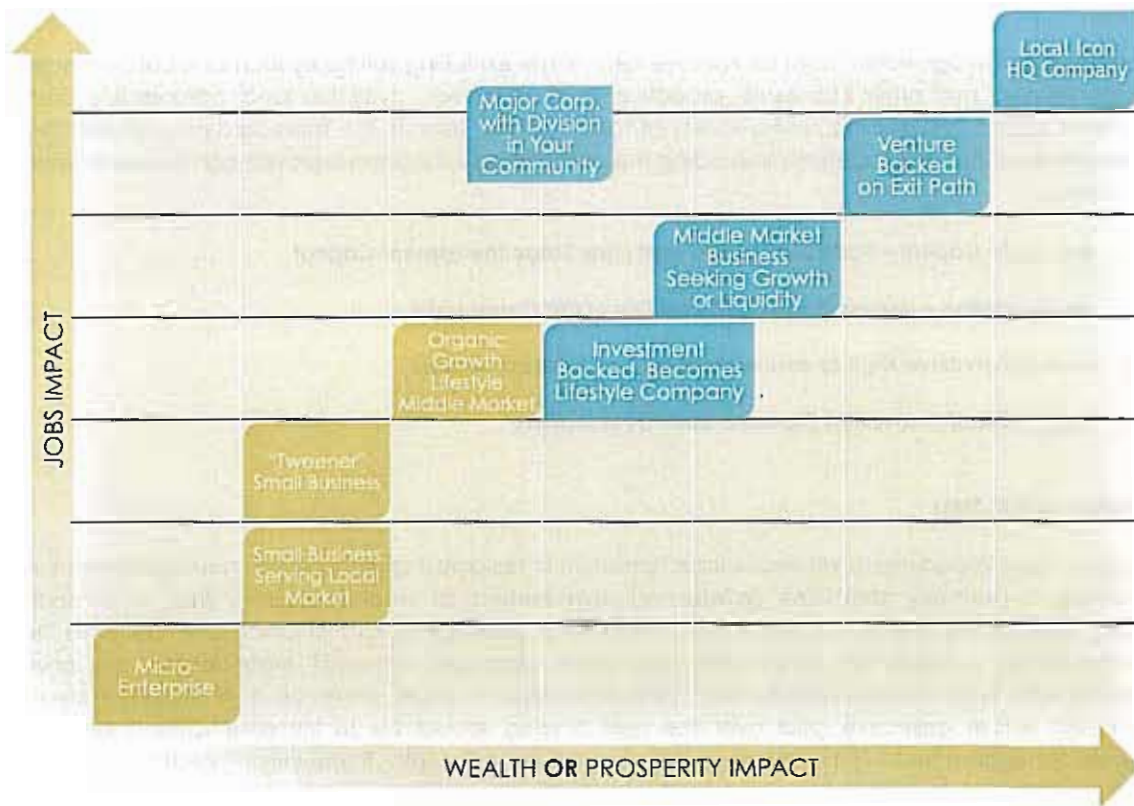 Local Icon
HQ Company
Major Corp.
with Division
in Your
Community
Venture
Backed
on Exit Path
Middle Market
Business
Seeking Growth
or Liquidity
Organic
Growth
Lifestyle
Middle Market
Investment
Backed Becomes
Lifestyle Company
"Tweener"
Small Business
Small Business
Serving Local
Market
Micro-
Enterprise
JOBS IMPACT
WEALTH OR PROSPERITY IMPACT